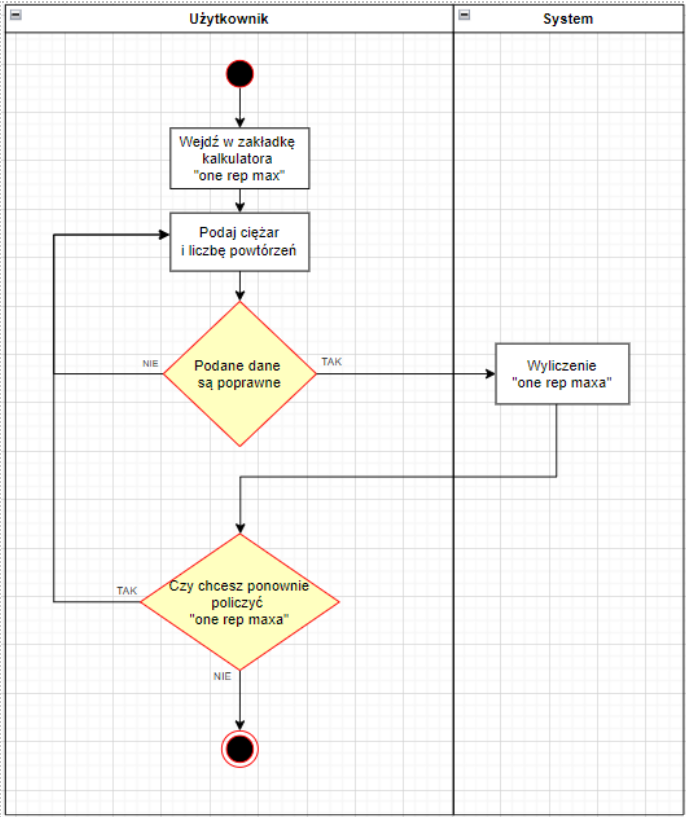 Użytkownik
System
Wejdź w zakładkę
kalkulatora
"one rep max"
Podaj ciężar
i liczbę powtórzeń
NIE
Podane dane
są poprawne
TAK
Wyliczenie
"one rep maxa"
TAK
Czy chcesz ponownie
policzyć
"one rep maxa"
NIE